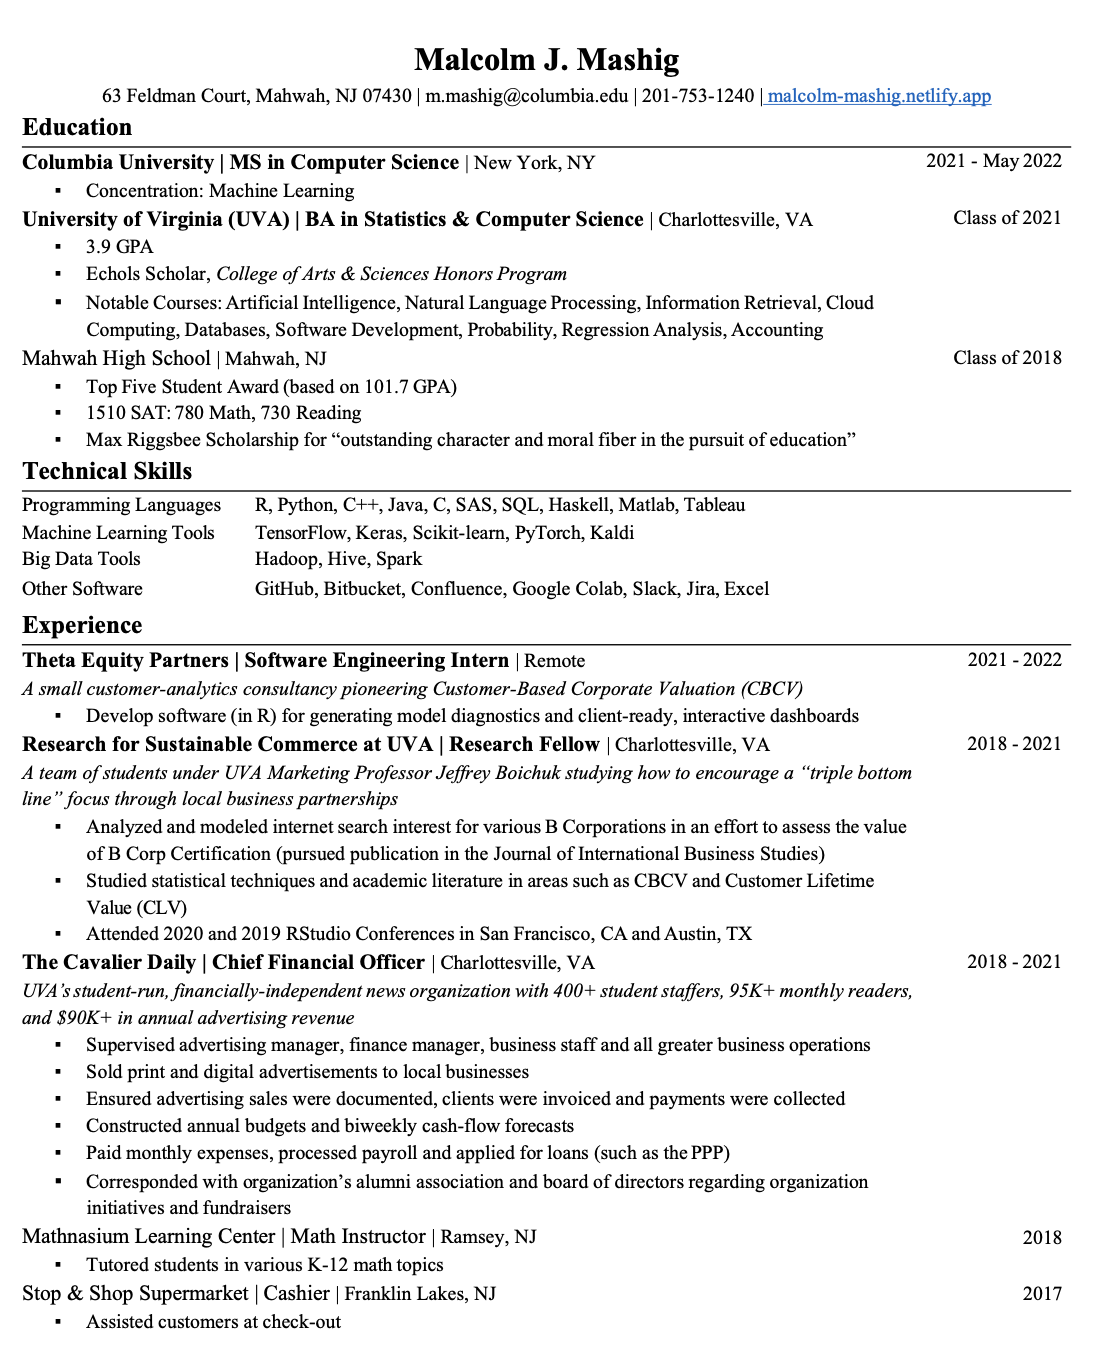 Malcolm J. Mashig
63 Feldman Court, Mahwah, NJ 07430 | m.mashig@columbia.edu | 201-753-1240 | malcolm-mashig.netlify.app
Education
Columbia University | MS in Computer Science | New York, NY 2021 - May 2022
▪ Concentration: Machine Learning
University of Virginia (UVA) | BA in Statistics & Computer Science | Charlottesville, VA Class of 2021
▪ 3.9 GPA
▪ Echols Scholar, College of Arts & Sciences Honors Program
▪ Notable Courses: Artificial Intelligence, Natural Language Processing, Information Retrieval, Cloud
Computing, Databases, Software Development, Probability, Regression Analysis, Accounting
Mahwah High School | Mahwah, NJ Class of 2018
▪ Top Five Student Award (based on 101.7 GPA)
▪ 1510 SAT: 780 Math, 730 Reading
▪ Max Riggsbee Scholarship for “outstanding character and moral fiber in the pursuit of education”
Technical Skills
Programming Languages R, Python, C++, Java, C, SAS, SQL, Haskell, Matlab, Tableau
Machine Learning Tools TensorFlow, Keras, Scikit-learn, PyTorch, Kaldi
Big Data Tools Hadoop, Hive, Spark
Other Software GitHub, Bitbucket, Confluence, Google Colab, Slack, Jira, Excel
Experience
Theta Equity Partners | Software Engineering Intern | Remote 2021 - 2022
A small customer-analytics consultancy pioneering Customer-Based Corporate Valuation (CBCV)
▪ Develop software (in R) for generating model diagnostics and client-ready, interactive dashboards
Research for Sustainable Commerce at UVA | Research Fellow | Charlottesville, VA 2018 - 2021
A team of students under UVA Marketing Professor Jeffrey Boichuk studying how to encourage a “triple bottom
line” focus through local business partnerships
▪ Analyzed and modeled internet search interest for various B Corporations in an effort to assess the value
of B Corp Certification (pursued publication in the Journal of International Business Studies)
▪ Studied statistical techniques and academic literature in areas such as CBCV and Customer Lifetime
Value (CLV)
▪ Attended 2020 and 2019 RStudio Conferences in San Francisco, CA and Austin, TX
The Cavalier Daily | Chief Financial Officer | Charlottesville, VA 2018 - 2021
UVA’s student-run, financially-independent news organization with 400+ student staffers, 95K+ monthly readers,
and $90K+ in annual advertising revenue
▪ Supervised advertising manager, finance manager, business staff and all greater business operations
▪ Sold print and digital advertisements to local businesses
▪ Ensured advertising sales were documented, clients were invoiced and payments were collected
▪ Constructed annual budgets and biweekly cash-flow forecasts
▪ Paid monthly expenses, processed payroll and applied for loans (such as the PPP)
▪ Corresponded with organization’s alumni association and board of directors regarding organization
initiatives and fundraisers
Mathnasium Learning Center | Math Instructor | Ramsey, NJ 2018
▪ Tutored students in various K-12 math topics
Stop & Shop Supermarket | Cashier | Franklin Lakes, NJ 2017
▪ Assisted customers at check-out